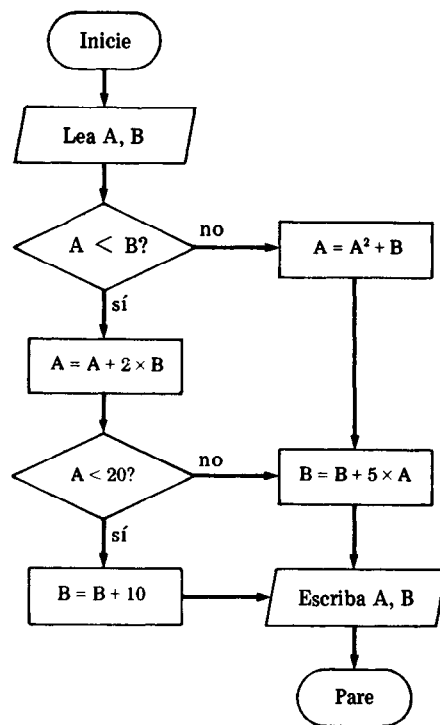 Inicie
Lea A, B
A < B?
no
A = A² + B
sí
A = A + 2 × B
A < 20?
no
B = B + 5 × A
sí
B = B + 10
Escriba A, B
Pare